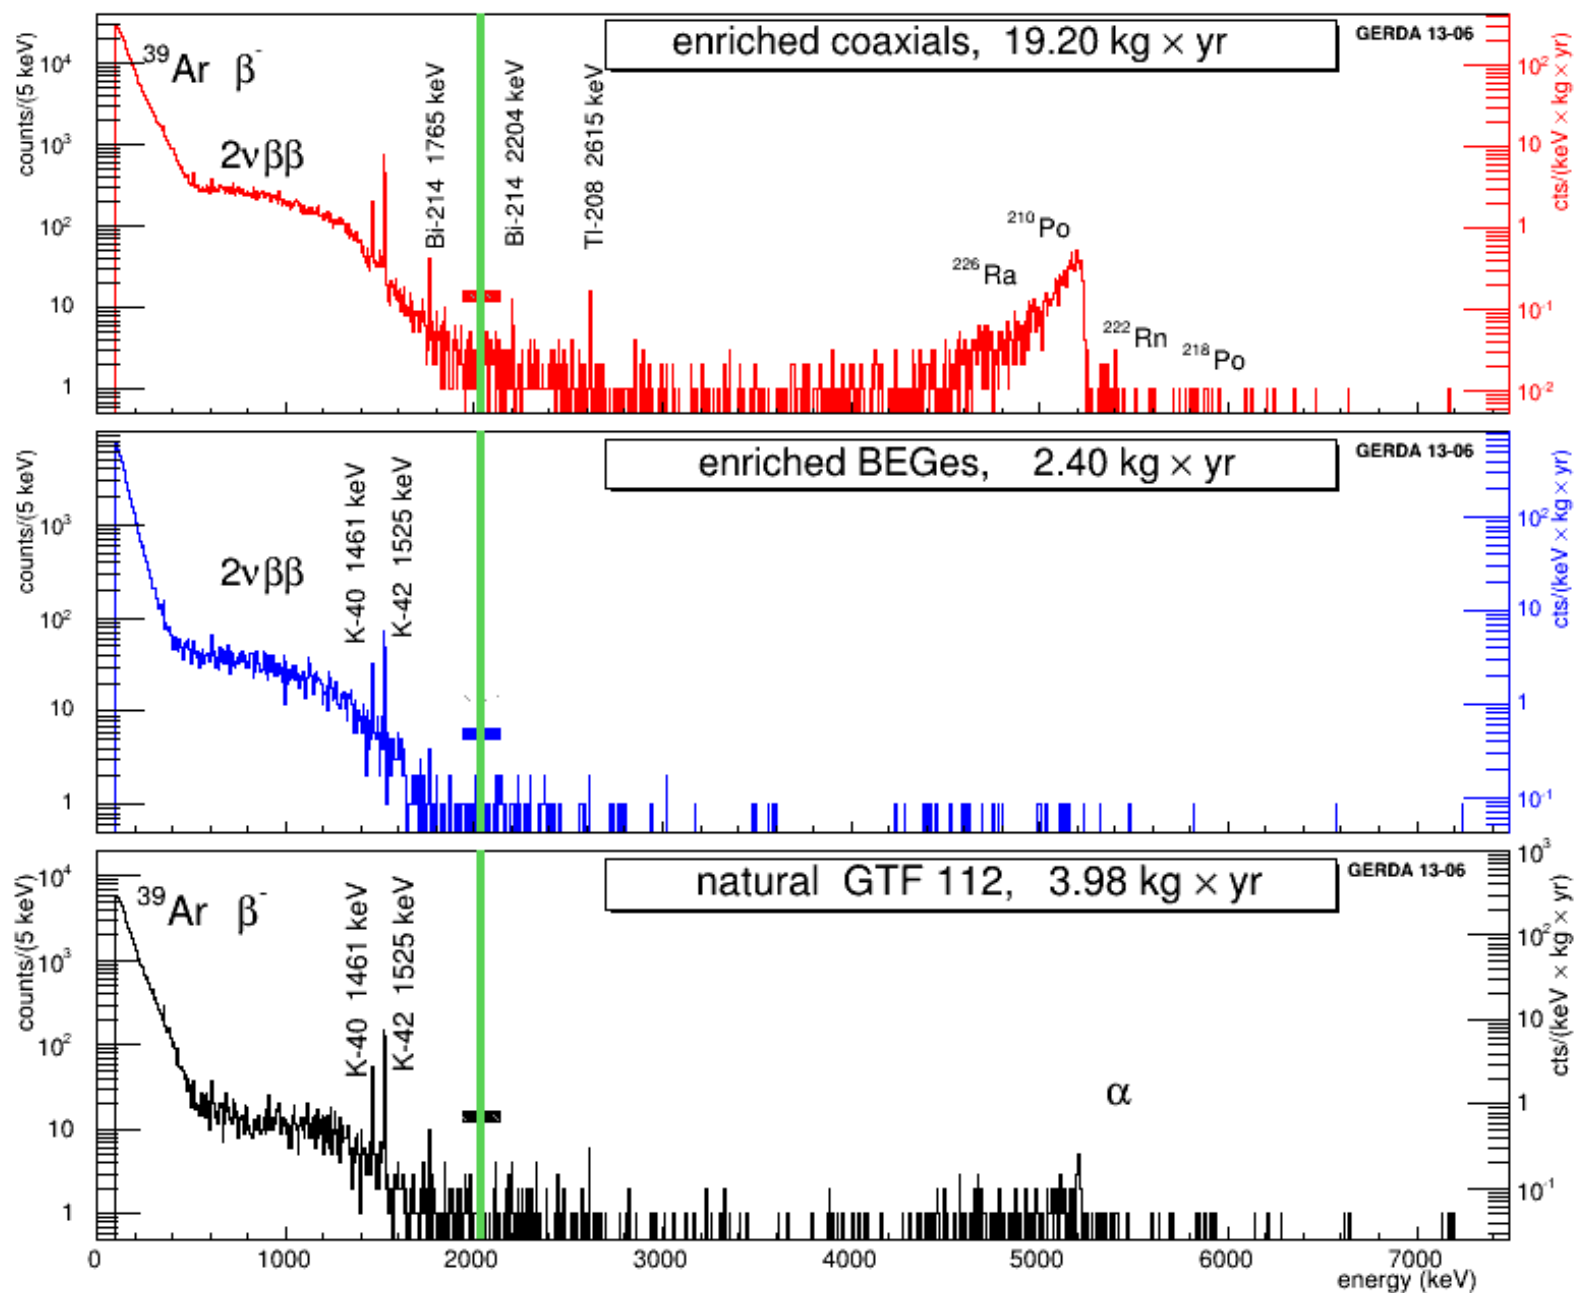 enriched coaxials, 19.20 kg × yr
GERDA 13-06
³⁹Ar β⁻
2νββ
Bi-214 1765 keV
Bi-214 2204 keV
Tl-208 2615 keV
²²⁶Ra
²¹⁰Po
²²²Rn
²¹⁸Po
counts/(5 keV)
10⁴
10³
10²
10
1
cts/(keV × kg × yr)
10²
10
1
10⁻¹
10⁻²
enriched BEGes, 2.40 kg × yr
GERDA 13-06
2νββ
K-40 1461 keV
K-42 1525 keV
counts/(5 keV)
10³
10²
10
1
cts/(keV × kg × yr)
10²
10
1
10⁻¹
natural GTF 112, 3.98 kg × yr
GERDA 13-06
³⁹Ar β⁻
K-40 1461 keV
K-42 1525 keV
α
counts/(5 keV)
10⁴
10³
10²
10
1
cts/(keV × kg × yr)
10³
10²
10
1
10⁻¹
0 1000 2000 3000 4000 5000 6000 7000
energy (keV)